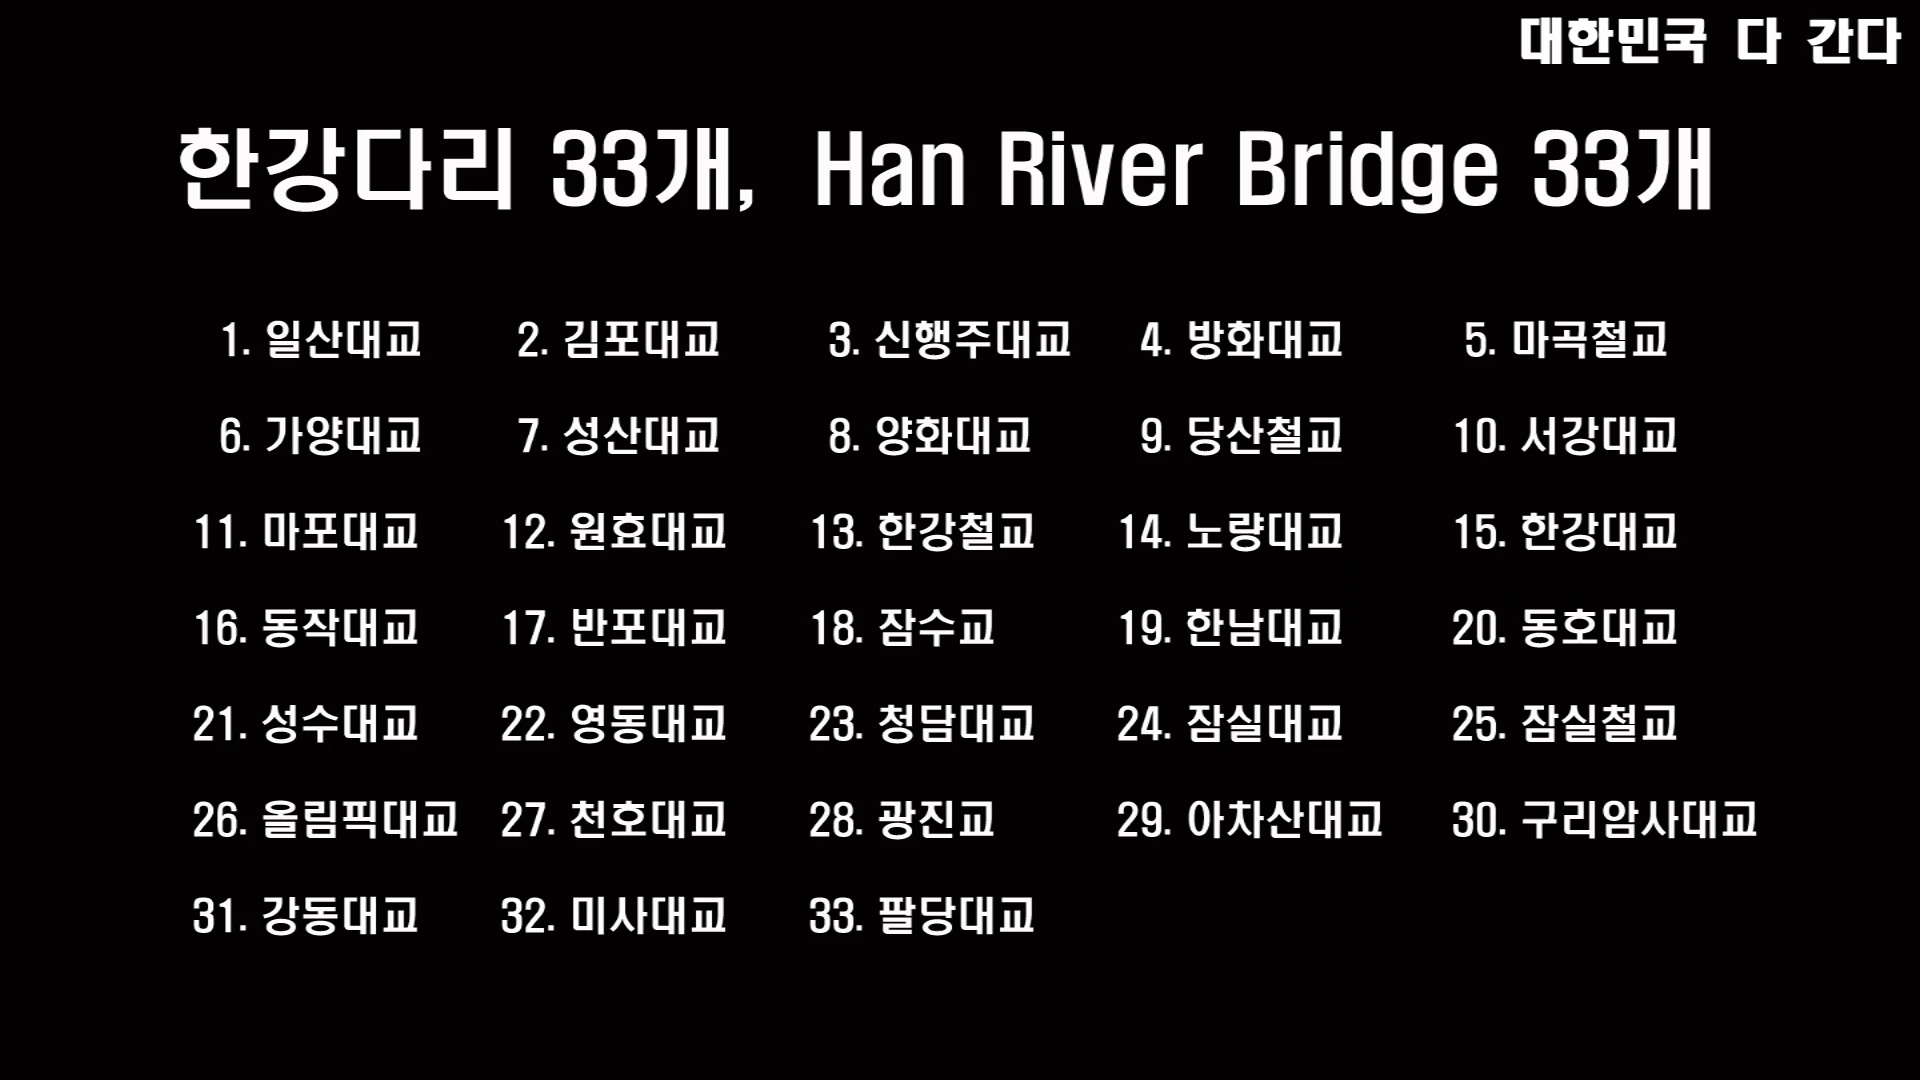 대한민국 다 간다
한강다리 33개, Han River Bridge 33개
1. 일산대교 2. 김포대교 3. 신행주대교 4. 방화대교 5. 마곡철교
6. 가양대교 7. 성산대교 8. 양화대교 9. 당산철교 10. 서강대교
11. 마포대교 12. 원효대교 13. 한강철교 14. 노량대교 15. 한강대교
16. 동작대교 17. 반포대교 18. 잠수교 19. 한남대교 20. 동호대교
21. 성수대교 22. 영동대교 23. 청담대교 24. 잠실대교 25. 잠실철교
26. 올림픽대교 27. 천호대교 28. 광진교 29. 아차산대교 30. 구리암사대교
31. 강동대교 32. 미사대교 33. 팔당대교